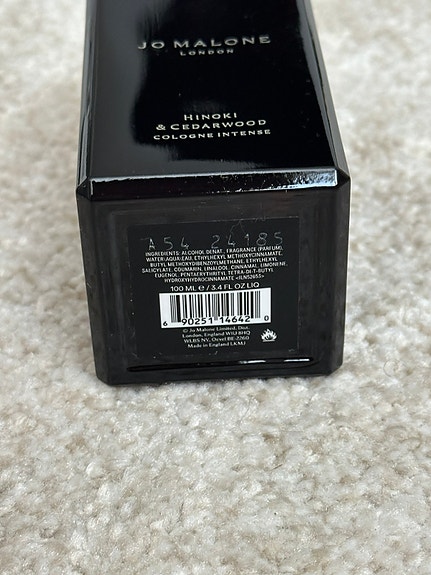 JO MALONE
LONDON
HINOKI
& CEDARWOOD
COLOGNE INTENSE
A54 24185
INGREDIENTS: ALCOHOL DENAT., FRAGRANCE (PARFUM),
WATER\AQUA\EAU, ETHYLHEXYL METHOXYCINNAMATE,
BUTYL METHOXYDIBENZOYLMETHANE, ETHYLHEXYL
SALICYLATE, COUMARIN, LINALOOL, CINNAMAL, LIMONENE,
EUGENOL, PENTAERYTHRITYL TETRA-DI-T-BUTYL
HYDROXYHYDROCINNAMATE <ILN52653>
100 ML e / 3.4 FL OZ LIQ
6 90251 14642 0
© Jo Malone Limited, Dist.
London, England W1U 8HQ
WLBS NV, Oevel BE-2260
Made in England LKMJ